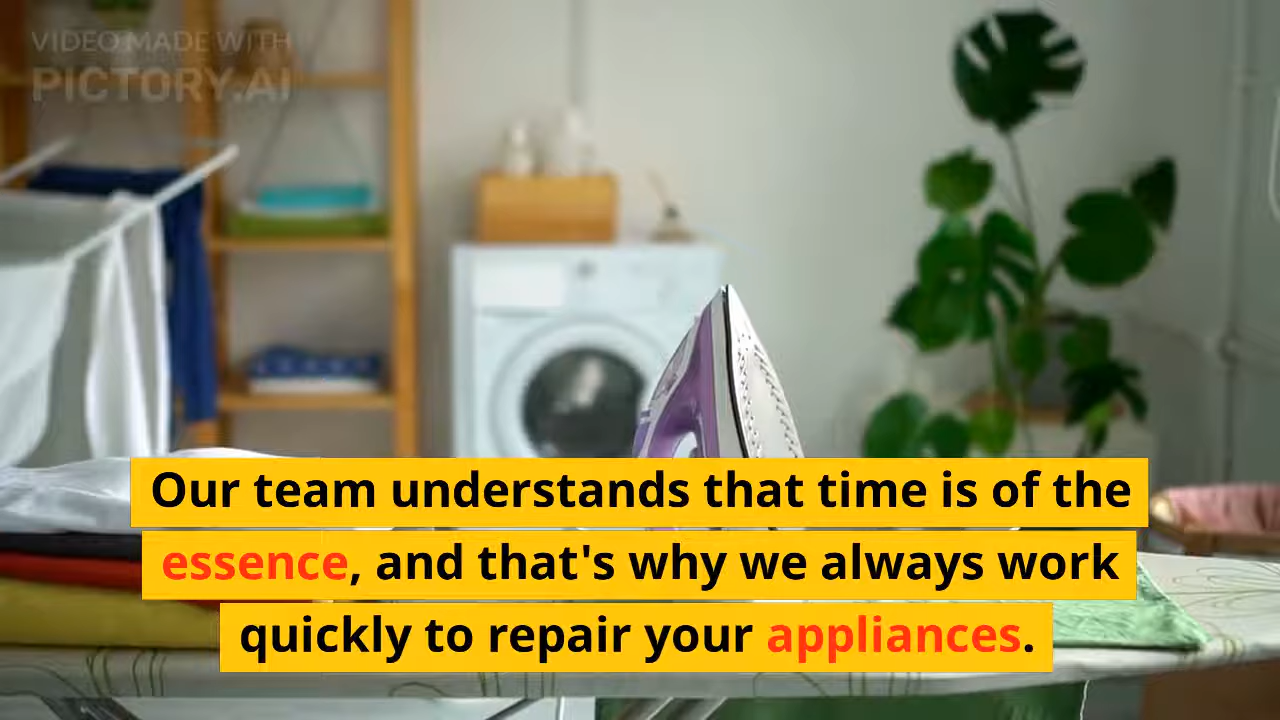 VIDEO MADE WITH
PICTORY.AI
Our team understands that time is of the
essence, and that's why we always work
quickly to repair your appliances.